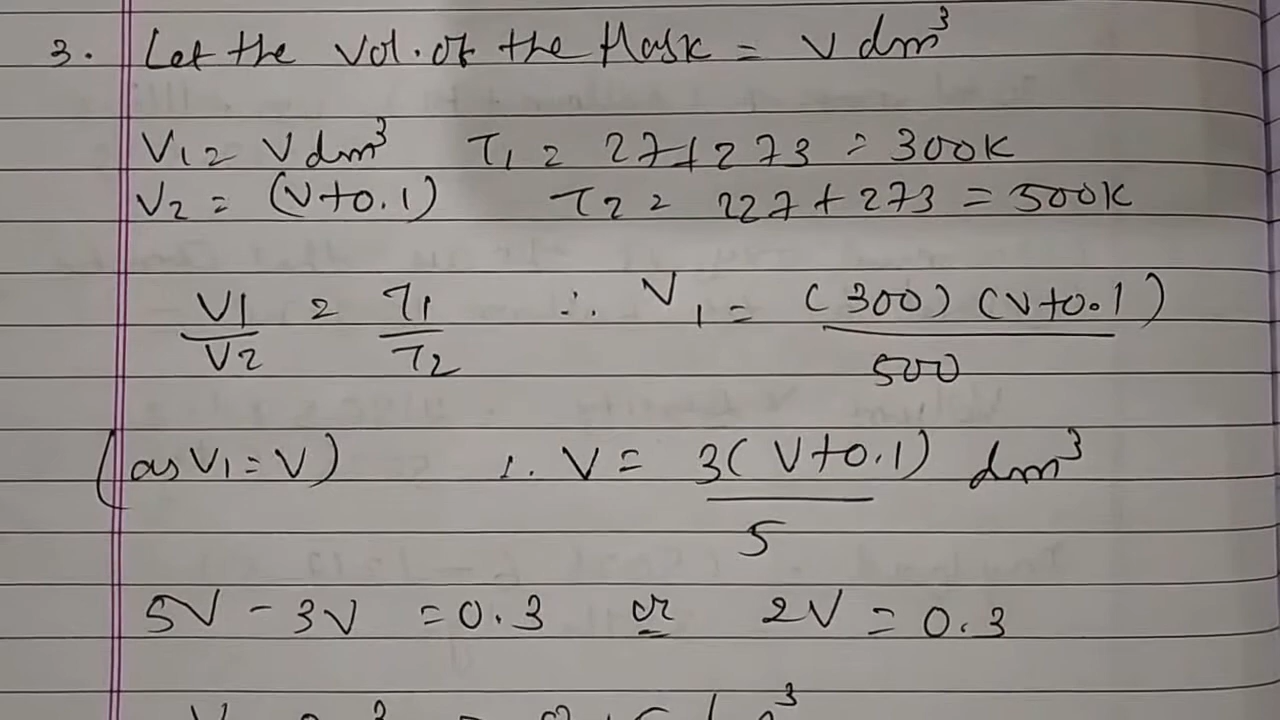 3. Let the Vol. of the flask = V dm³
V₁ = V dm³ T₁ = 27+273 = 300K
V₂ = (V+0.1) T₂ = 227+273 = 500K
V₁/V₂ = T₁/T₂ ∴ V₁ = (300)(V+0.1)/500
(as V₁ = V) ∴ V = 3(V+0.1)/5 dm³
5V - 3V = 0.3 or 2V = 0.3